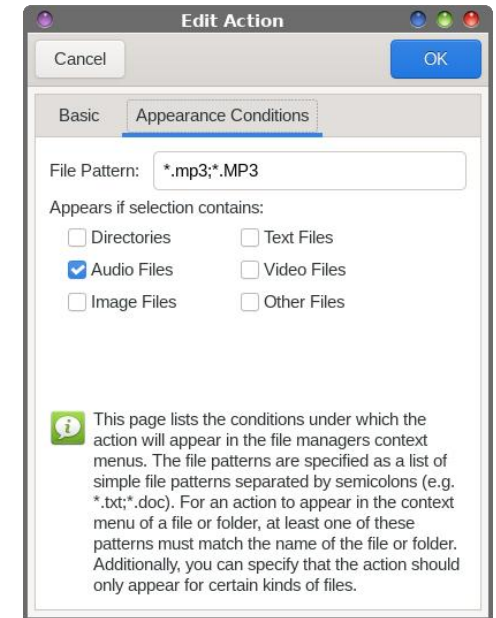 Edit Action
Cancel OK
Basic Appearance Conditions
File Pattern: *.mp3;*.MP3
Appears if selection contains:
Directories Text Files
Audio Files Video Files
Image Files Other Files
This page lists the conditions under which the
action will appear in the file managers context
menus. The file patterns are specified as a list of
simple file patterns separated by semicolons (e.g.
*.txt;*.doc). For an action to appear in the context
menu of a file or folder, at least one of these
patterns must match the name of the file or folder.
Additionally, you can specify that the action should
only appear for certain kinds of files.